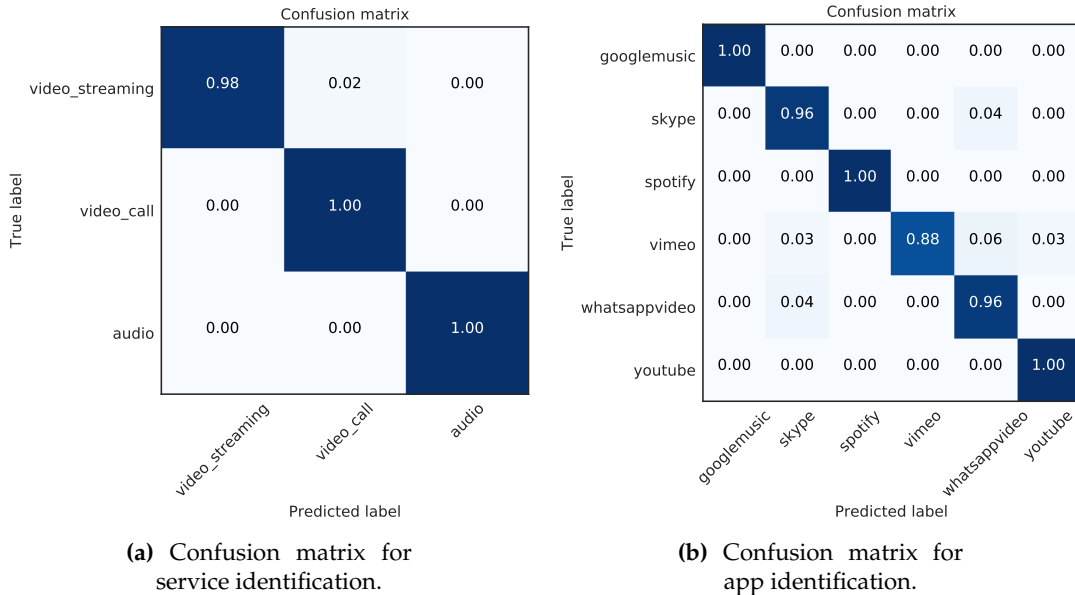 Confusion matrix
video_streaming 0.98 0.02 0.00
video_call 0.00 1.00 0.00
audio 0.00 0.00 1.00
True label
video_streaming video_call audio
Predicted label
(a) Confusion matrix for
service identification.
Confusion matrix
googlemusic 1.00 0.00 0.00 0.00 0.00 0.00
skype 0.00 0.96 0.00 0.00 0.04 0.00
spotify 0.00 0.00 1.00 0.00 0.00 0.00
vimeo 0.00 0.03 0.00 0.88 0.06 0.03
whatsappvideo 0.00 0.04 0.00 0.00 0.96 0.00
youtube 0.00 0.00 0.00 0.00 0.00 1.00
True label
googlemusic skype spotify vimeo whatsappvideo youtube
Predicted label
(b) Confusion matrix for
app identification.